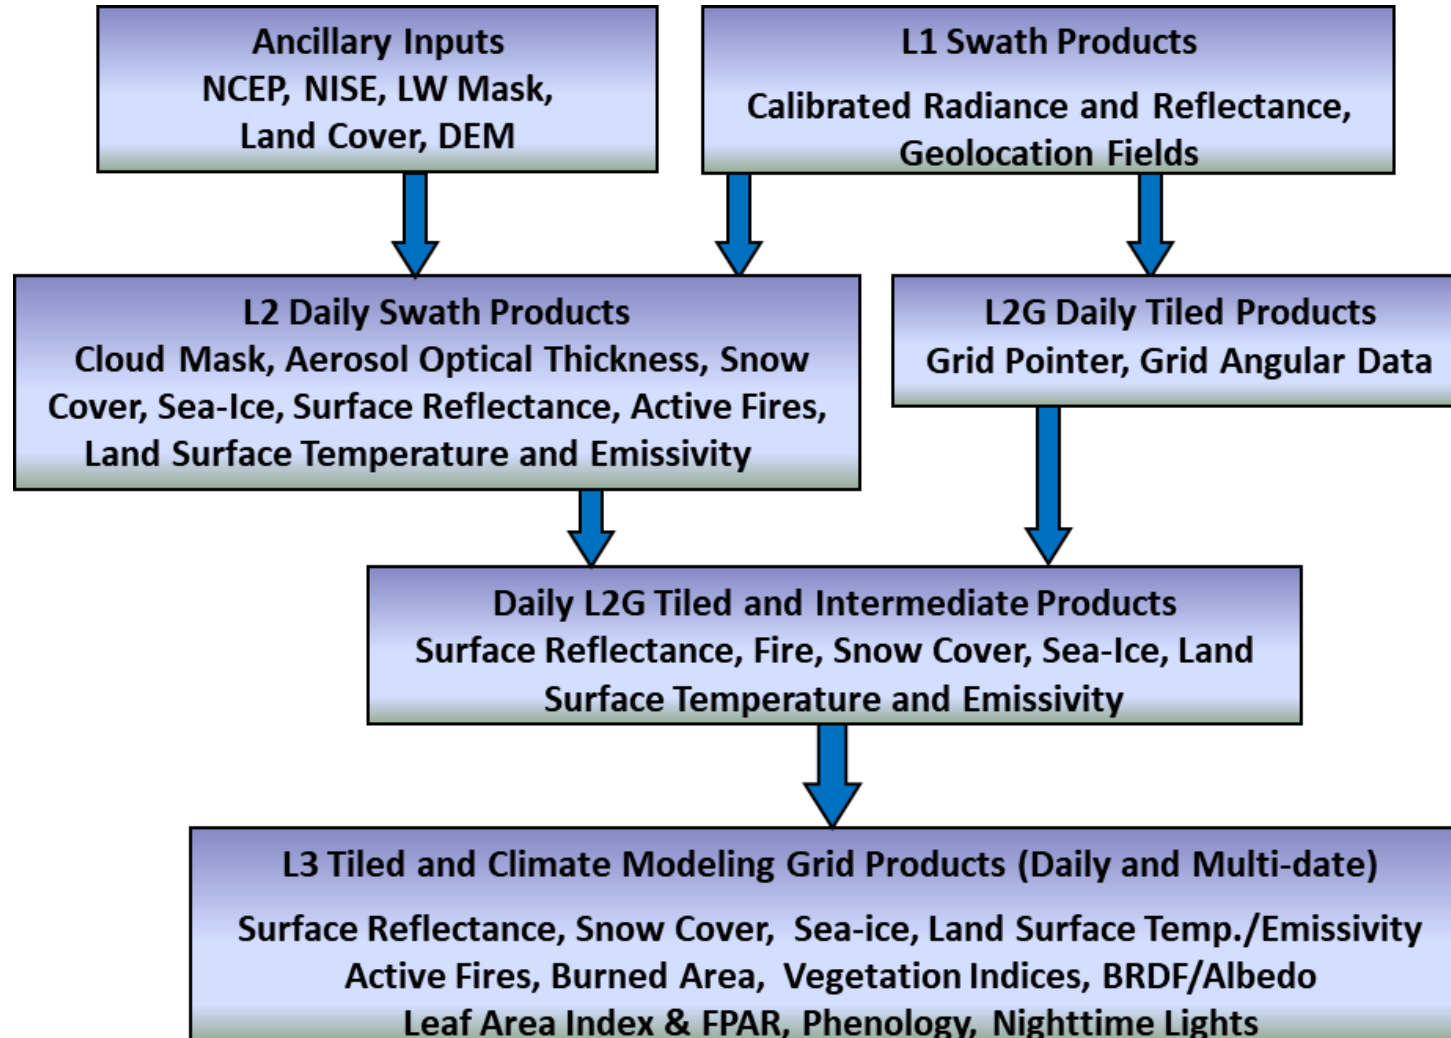 Ancillary Inputs
NCEP, NISE, LW Mask,
Land Cover, DEM
L1 Swath Products
Calibrated Radiance and Reflectance,
Geolocation Fields
L2 Daily Swath Products
Cloud Mask, Aerosol Optical Thickness, Snow
Cover, Sea-Ice, Surface Reflectance, Active Fires,
Land Surface Temperature and Emissivity
L2G Daily Tiled Products
Grid Pointer, Grid Angular Data
Daily L2G Tiled and Intermediate Products
Surface Reflectance, Fire, Snow Cover, Sea-Ice, Land
Surface Temperature and Emissivity
L3 Tiled and Climate Modeling Grid Products (Daily and Multi-date)
Surface Reflectance, Snow Cover, Sea-ice, Land Surface Temp./Emissivity
Active Fires, Burned Area, Vegetation Indices, BRDF/Albedo
Leaf Area Index & FPAR, Phenology, Nighttime Lights